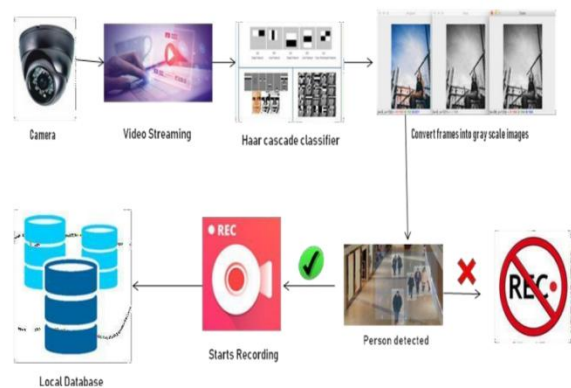 Camera
Video Streaming
Haar cascade classifier
Convert frames into gray scale images
REC
Starts Recording
Person detected
REC
Local Database